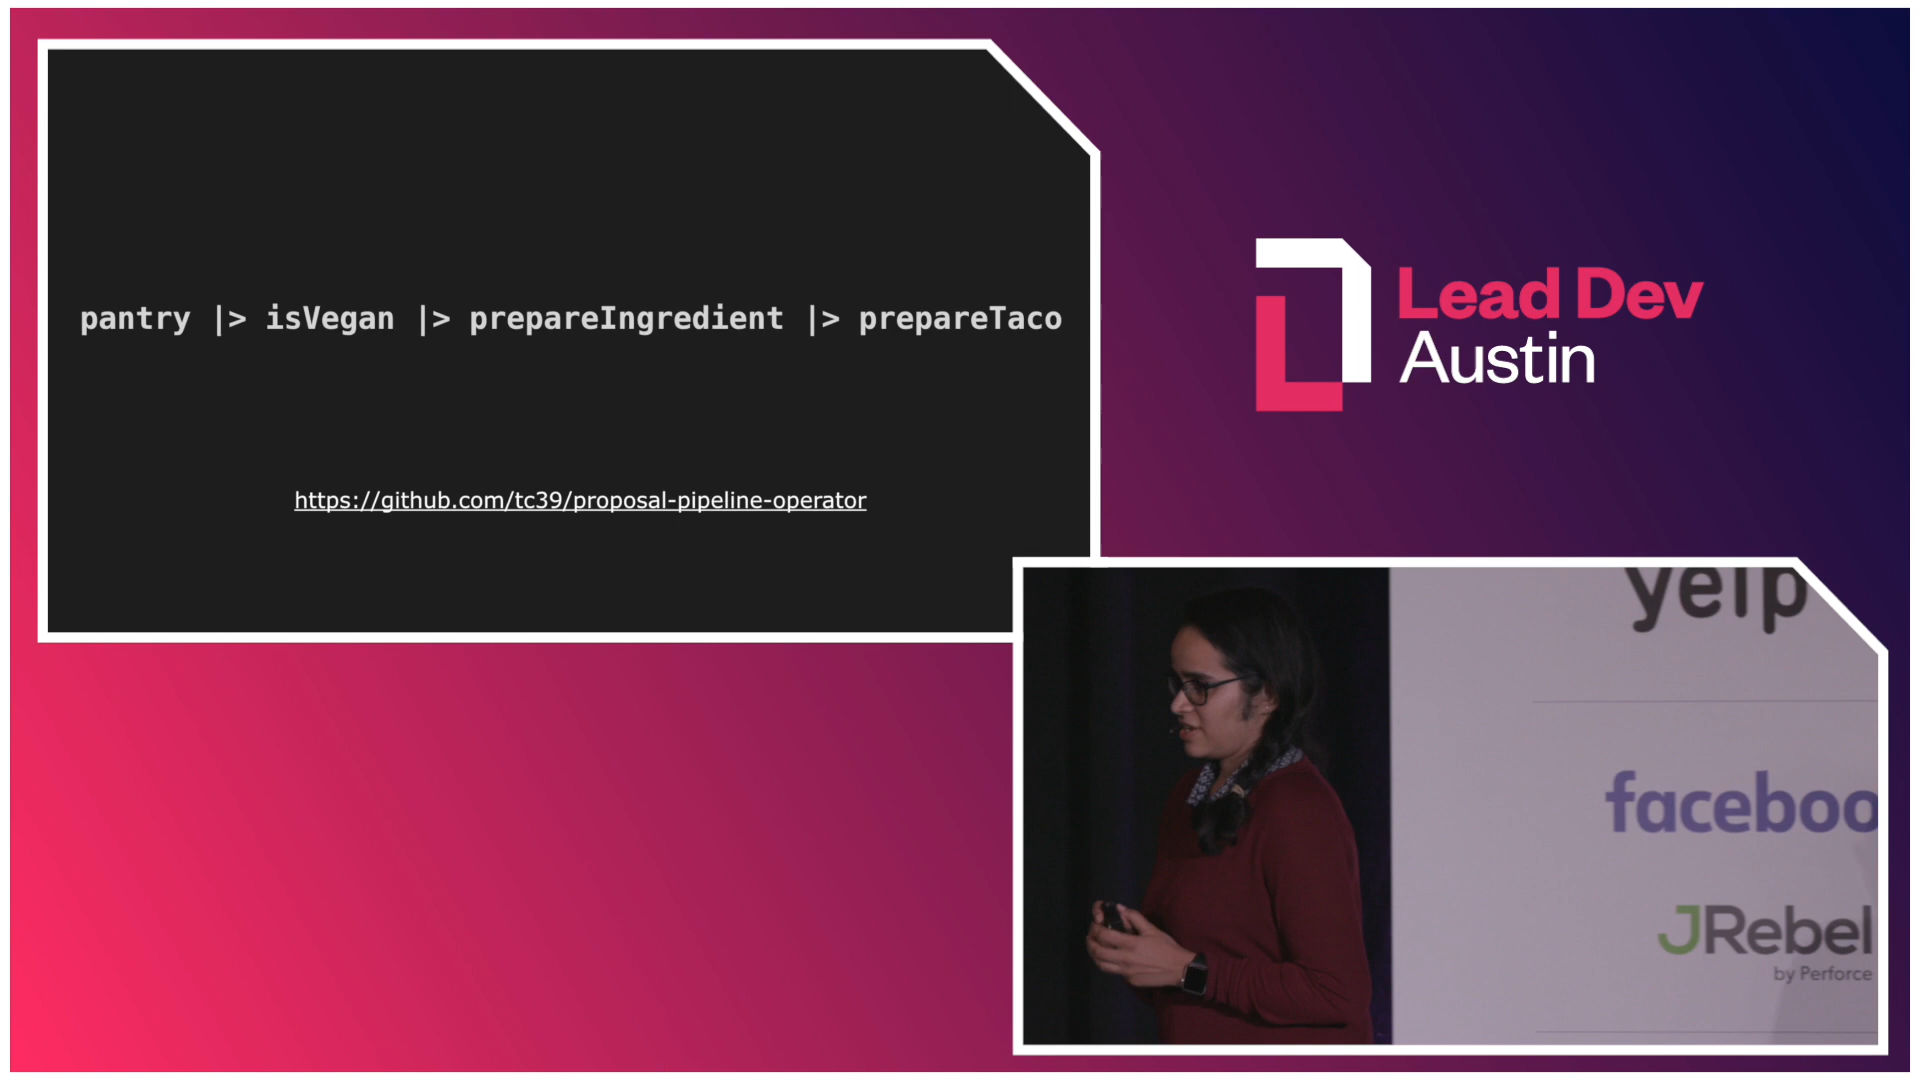 pantry |> isVegan |> prepareIngredient |> prepareTaco
https://github.com/tc39/proposal-pipeline-operator
Lead Dev
Austin
yelp
faceboo
JRebel
by Perforce